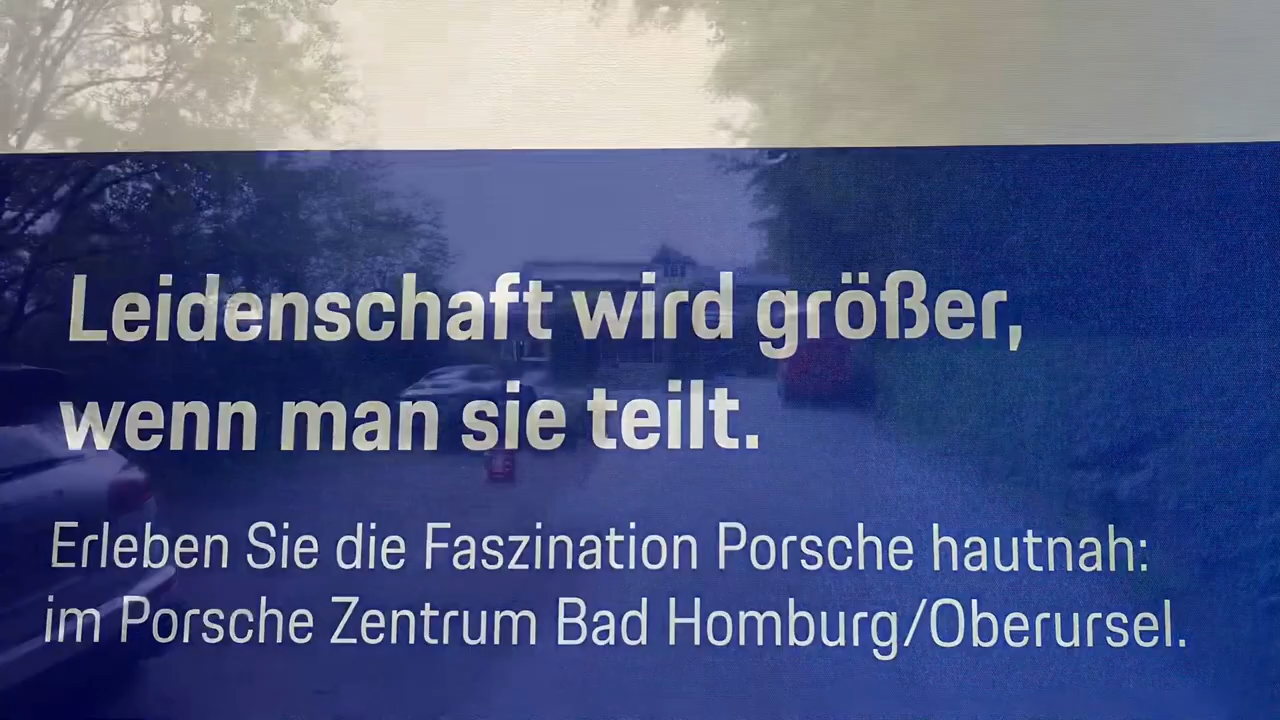 Leidenschaft wird größer,
wenn man sie teilt.
Erleben Sie die Faszination Porsche hautnah:
im Porsche Zentrum Bad Homburg/Oberursel.